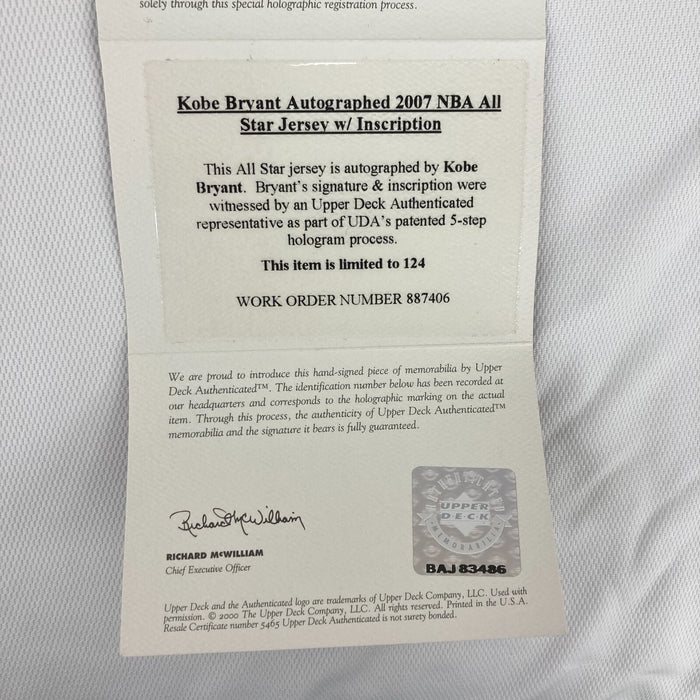 solely through this special holographic registration process.
Kobe Bryant Autographed 2007 NBA All
Star Jersey w/ Inscription
This All Star jersey is autographed by Kobe
Bryant. Bryant's signature & inscription were
witnessed by an Upper Deck Authenticated
representative as part of UDA's patented 5-step
hologram process.
This item is limited to 124
WORK ORDER NUMBER 887406
We are proud to introduce this hand-signed piece of memorabilia by Upper
Deck Authenticated™. The identification number below has been recorded at
our headquarters and corresponds to the holographic marking on the actual
item. Through this process, the authenticity of Upper Deck Authenticated™
memorabilia and the signature it bears is fully guaranteed.
Richard McWilliam
RICHARD McWILLIAM
Chief Executive Officer
UPPER
DECK
MEMORABILIA
BAJ 83486
Upper Deck and the Authenticated logo are trademarks of Upper Deck Company, LLC. Used with
permission. © 2000 The Upper Deck Company, LLC. All rights reserved. Printed in the U.S.A.
Resale Certificate number 5465 Upper Deck Authenticated is not surety bonded.